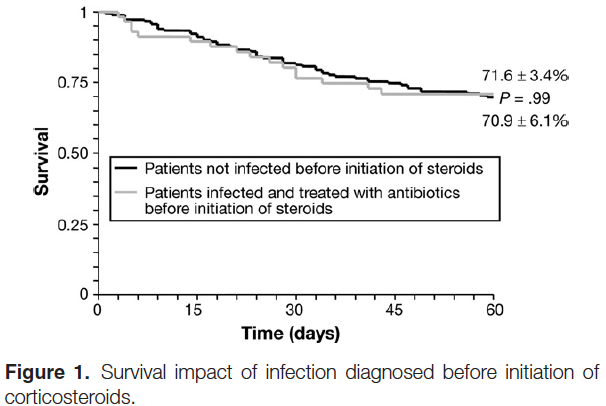 1
0.75
0.50
0.25
0
Survival
71.6 ± 3.4%
P = .99
70.9 ± 6.1%
Patients not infected before initiation of steroids
Patients infected and treated with antibiotics
before initiation of steroids
0 15 30 45 60
Time (days)
Figure 1. Survival impact of infection diagnosed before initiation of
corticosteroids.